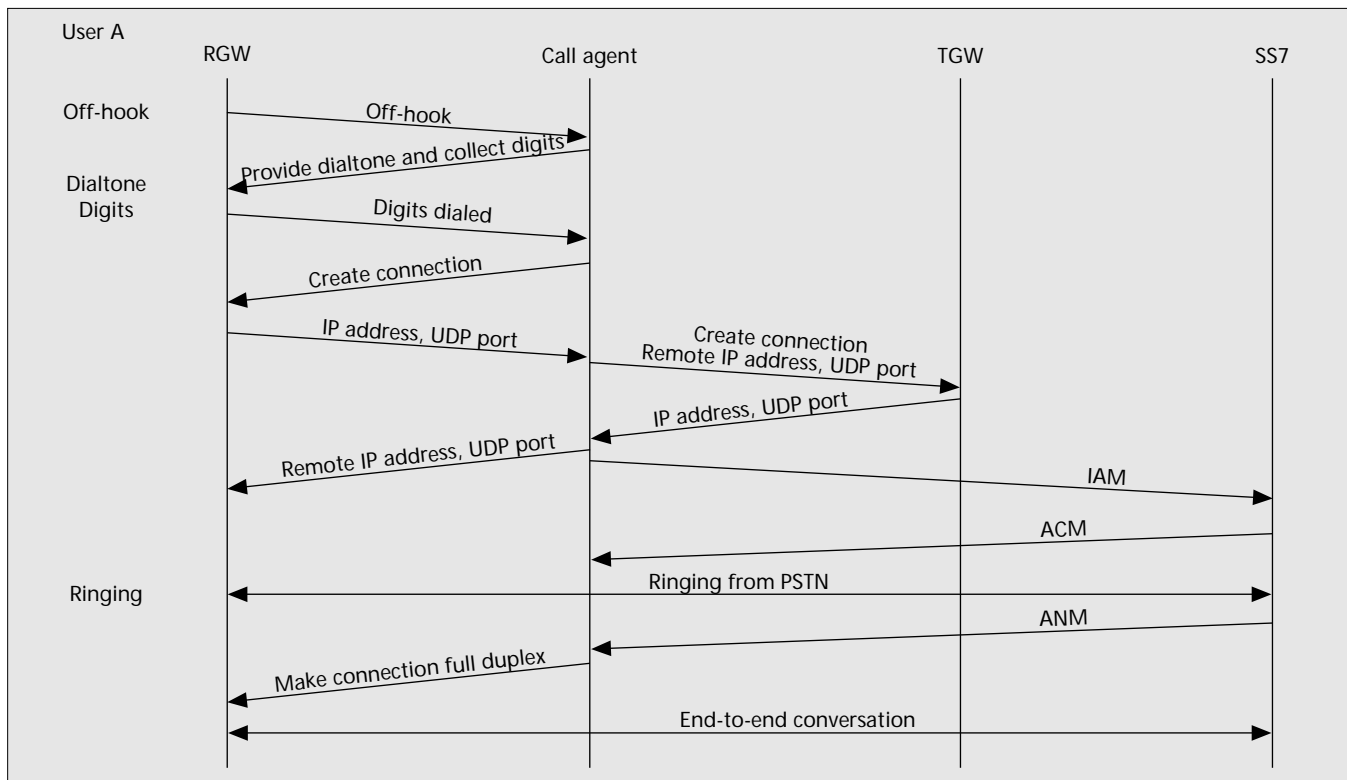 User A
RGW
Call agent
TGW
SS7
Off-hook
Off-hook
Provide dialtone and collect digits
Dialtone
Digits
Digits dialed
Create connection
IP address, UDP port
Create connection
Remote IP address, UDP port
IP address, UDP port
Remote IP address, UDP port
IAM
ACM
Ringing
Ringing from PSTN
ANM
Make connection full duplex
End-to-end conversation